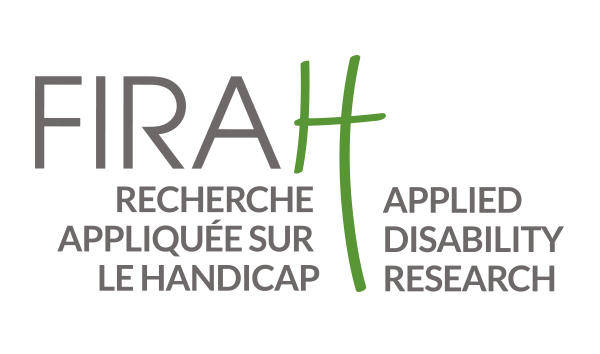 FIRAH
RECHERCHE
APPLIQUÉE SUR
LE HANDICAP
APPLIED
DISABILITY
RESEARCH